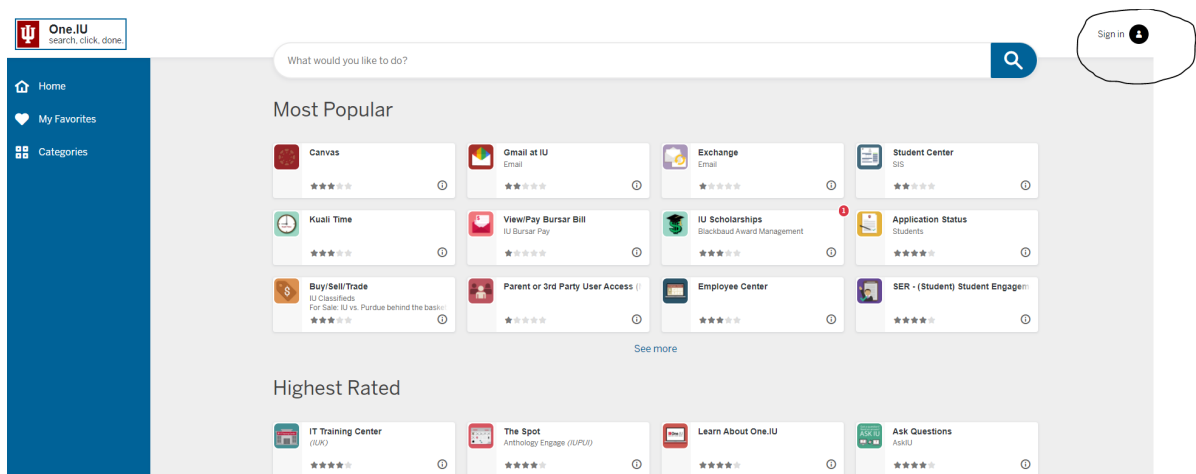 One.IU
search, click, done.
Sign in
What would you like to do?
Home
My Favorites
Categories
Most Popular
Canvas
Gmail at IU
Email
Exchange
Email
Student Center
SIS
Kuali Time
View/Pay Bursar Bill
IU Bursar Pay
IU Scholarships
Blackbaud Award Management
1
Application Status
Students
Buy/Sell/Trade
IU Classifieds
For Sale: IU vs. Purdue behind the basket
Parent or 3rd Party User Access (
Employee Center
SER - (Student) Student Engagem
See more
Highest Rated
IT Training Center
(IUK)
The Spot
Anthology Engage (IUPUI)
Learn About One.IU
Ask Questions
AskIU
ASK IU